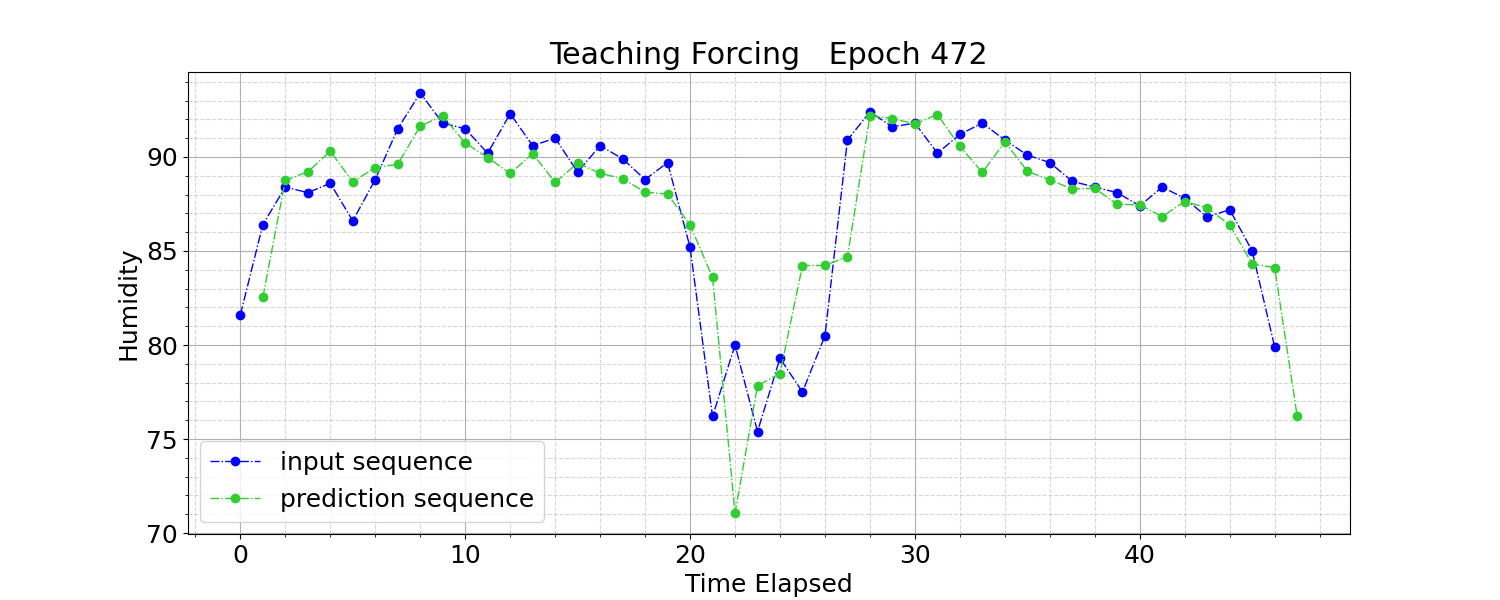 Teaching Forcing   Epoch 472
Humidity
90
85
80
75
70
input sequence
prediction sequence
0 10 20 30 40
Time Elapsed